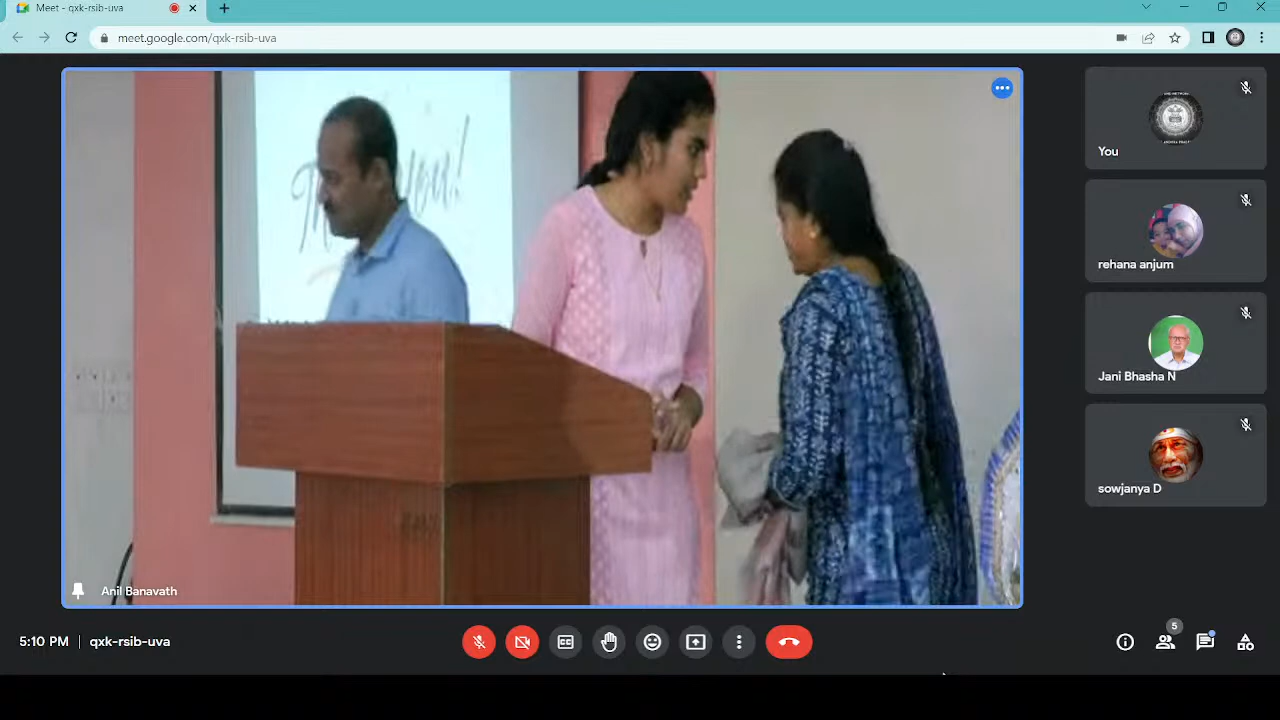 Meet - qxk-rsib-uva
meet.google.com/qxk-rsib-uva
You
rehana anjum
Jani Bhasha N
sowjanya D
Anil Banavath
5:10 PM | qxk-rsib-uva
5